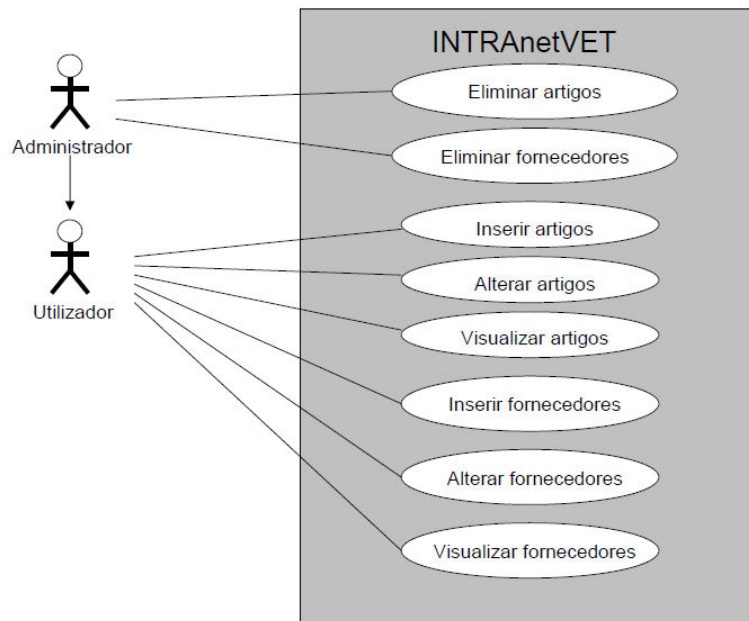 INTRAnetVET
Eliminar artigos
Administrador
Eliminar fornecedores
Inserir artigos
Alterar artigos
Utilizador
Visualizar artigos
Inserir fornecedores
Alterar fornecedores
Visualizar fornecedores